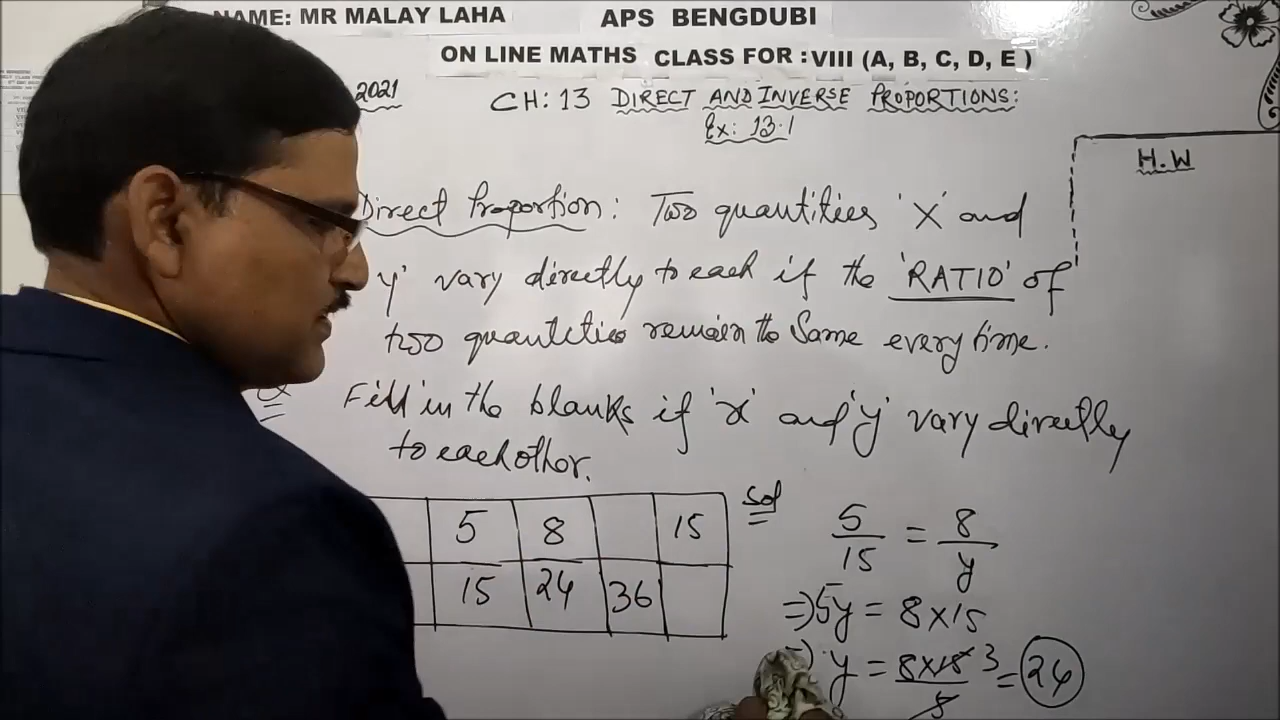 NAME: MR MALAY LAHA APS BENGDUBI
ON LINE MATHS CLASS FOR : VIII (A, B, C, D, E )
2021 CH: 13 DIRECT AND INVERSE PROPORTIONS:
Ex: 13.1
H.W
Direct Proportion: Two quantities 'X' and
y' vary directly to each if the 'RATIO' of
two quantities remain the Same every time.
Q Fill in the blanks if 'x' and 'y' vary directly
to each other.
5 8 15
15 24 36
Sol
5/15 = 8/y
=> 5y = 8×15
=> y = 8×15/5 3 = 24